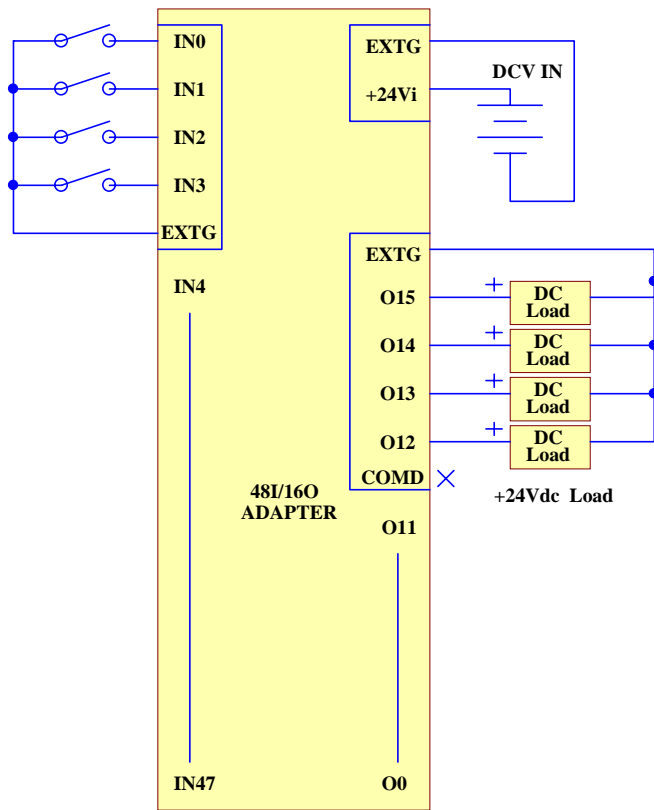 IN0
IN1
IN2
IN3
EXTG
IN4
IN47
48I/16O
ADAPTER
EXTG
+24Vi
DCV IN
EXTG
O15
O14
O13
O12
COMD
O11
O0
+ DC
Load
+ DC
Load
+ DC
Load
+ DC
Load
+24Vdc Load